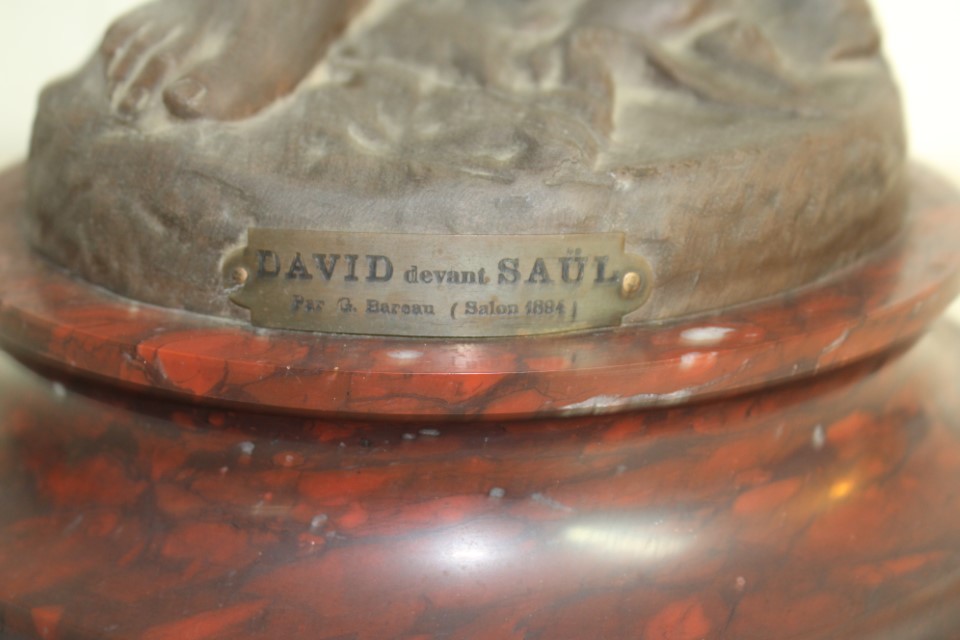 DAVID devant SAÜL
Par G. Bareau (Salon 1884)